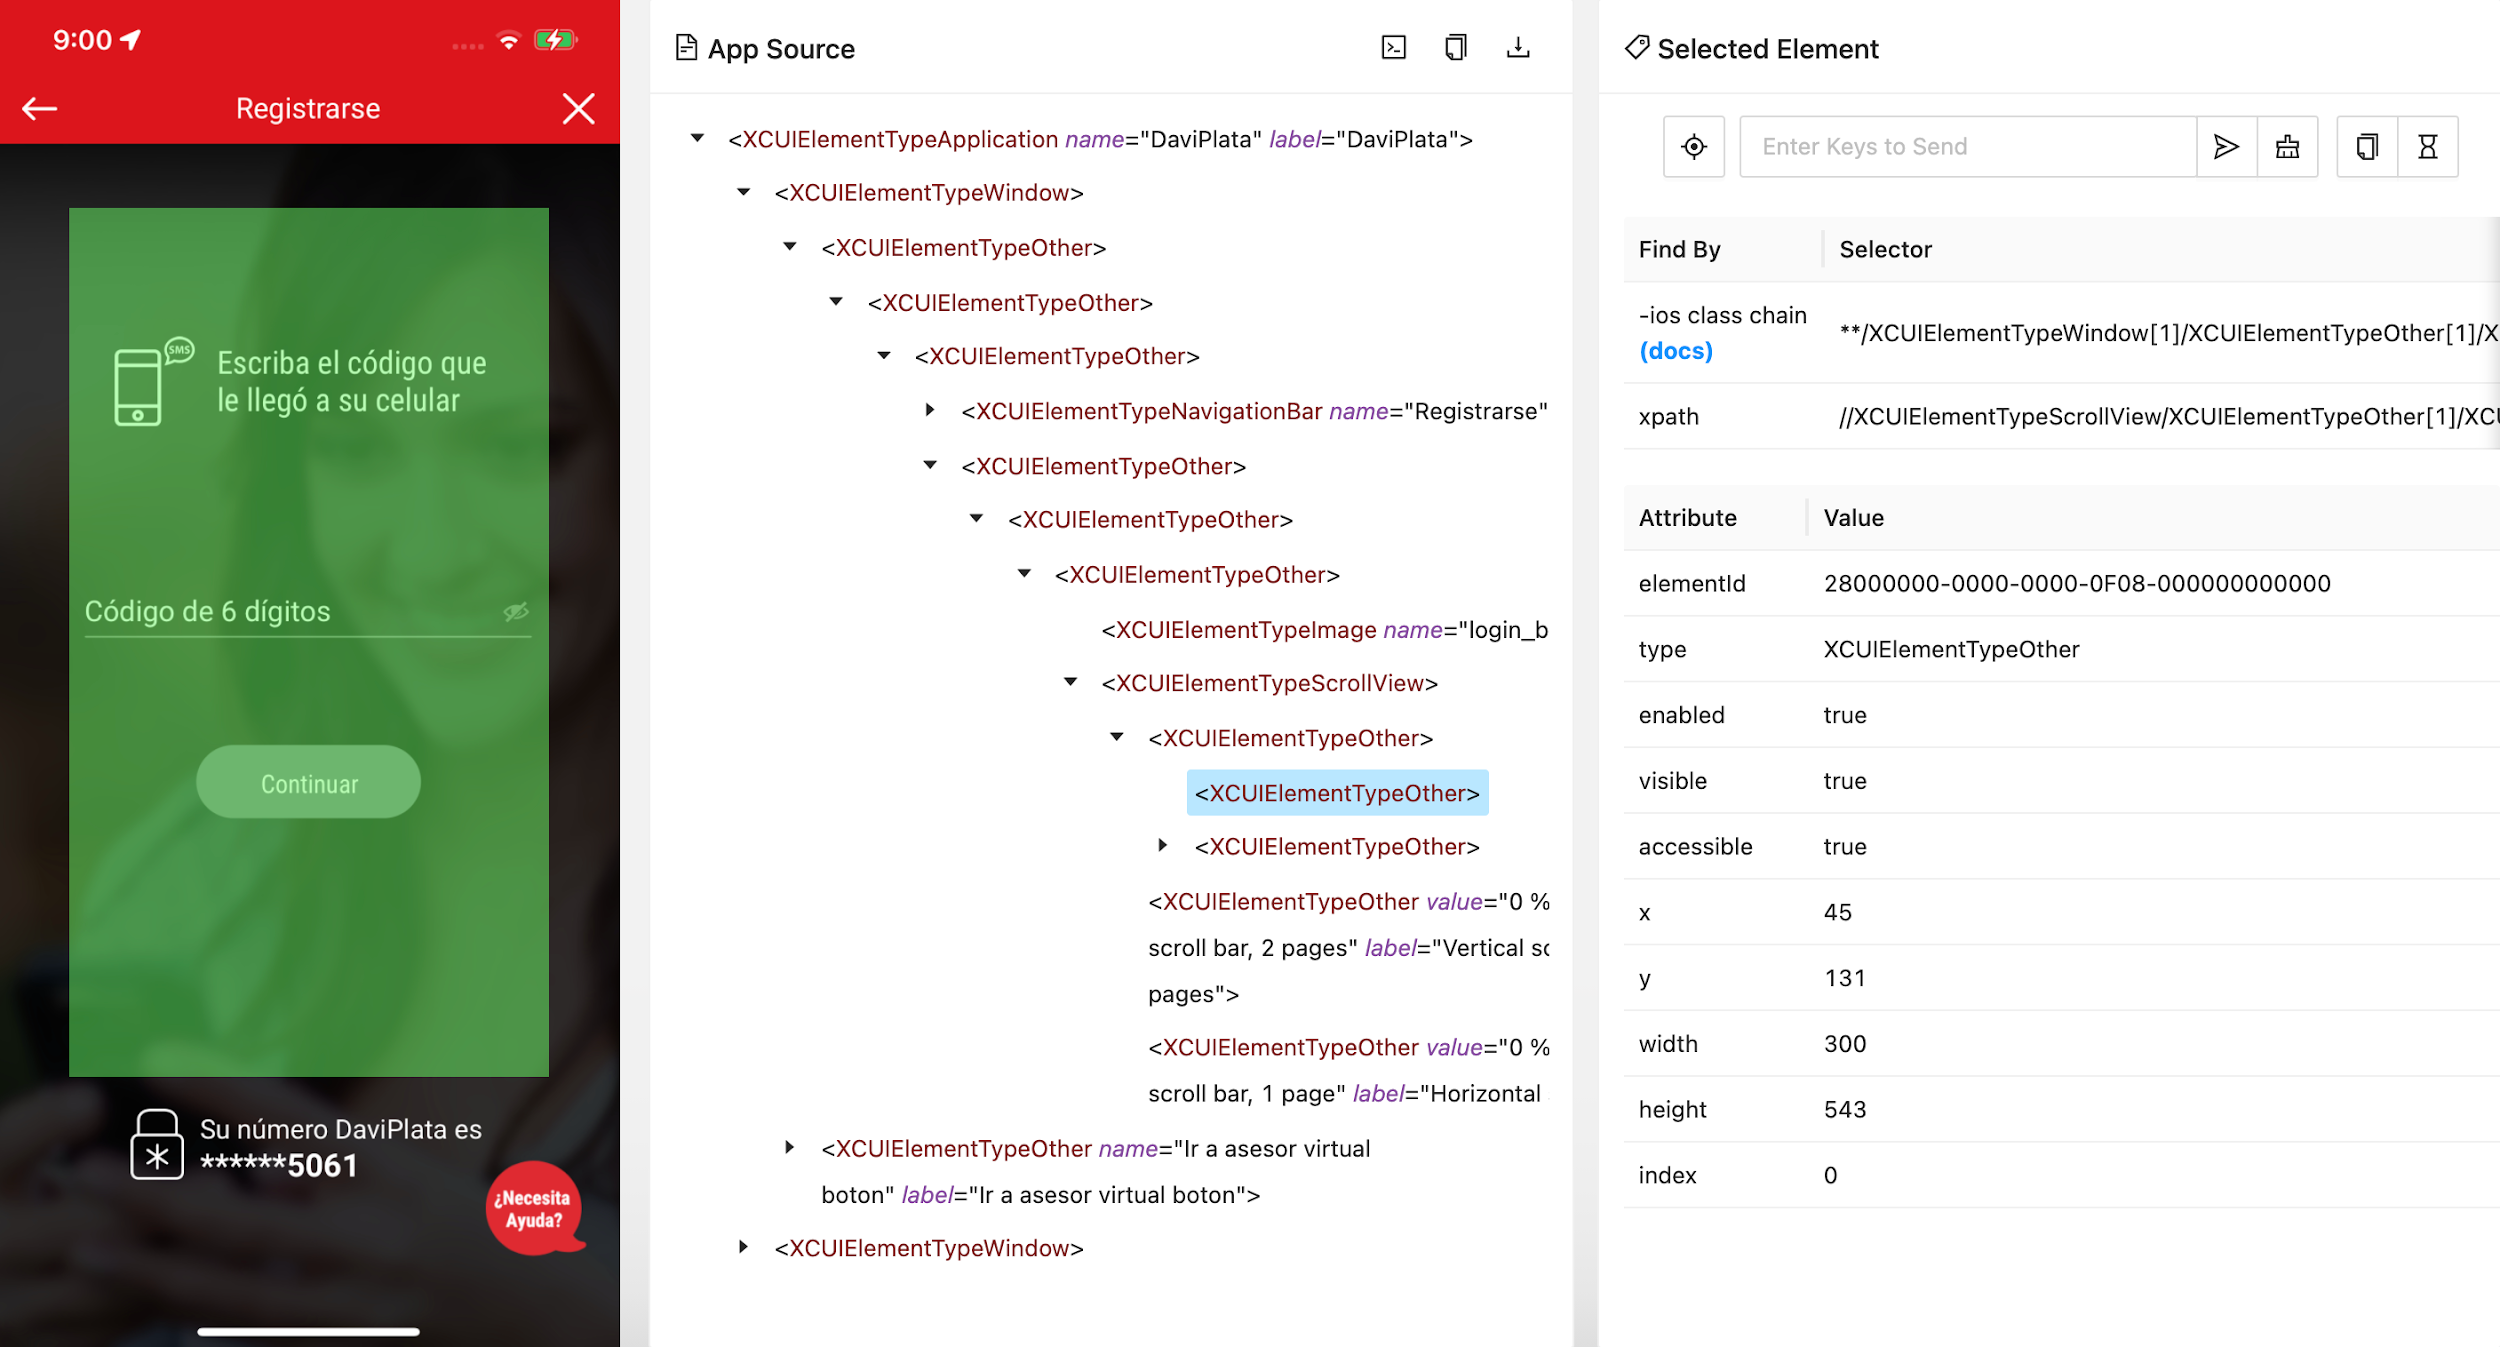 9:00
Registrarse
SMS
Escriba el código que
le llegó a su celular
Código de 6 dígitos
Continuar
Su número DaviPlata es
******5061
¿Necesita
Ayuda?
App Source
<XCUIElementTypeApplication name="DaviPlata" label="DaviPlata">
<XCUIElementTypeWindow>
<XCUIElementTypeOther>
<XCUIElementTypeOther>
<XCUIElementTypeOther>
<XCUIElementTypeNavigationBar name="Registrarse"
<XCUIElementTypeOther>
<XCUIElementTypeOther>
<XCUIElementTypeOther>
<XCUIElementTypeImage name="login_b
<XCUIElementTypeScrollView>
<XCUIElementTypeOther>
<XCUIElementTypeOther>
<XCUIElementTypeOther>
<XCUIElementTypeOther value="0 %
scroll bar, 2 pages" label="Vertical sc
pages">
<XCUIElementTypeOther value="0 %
scroll bar, 1 page" label="Horizontal
<XCUIElementTypeOther name="Ir a asesor virtual
boton" label="Ir a asesor virtual boton">
<XCUIElementTypeWindow>
Selected Element
Enter Keys to Send
Find By Selector
-ios class chain
(docs)
**/XCUIElementTypeWindow[1]/XCUIElementTypeOther[1]/X
xpath //XCUIElementTypeScrollView/XCUIElementTypeOther[1]/XCU
Attribute Value
elementId 28000000-0000-0000-0F08-000000000000
type XCUIElementTypeOther
enabled true
visible true
accessible true
x 45
y 131
width 300
height 543
index 0